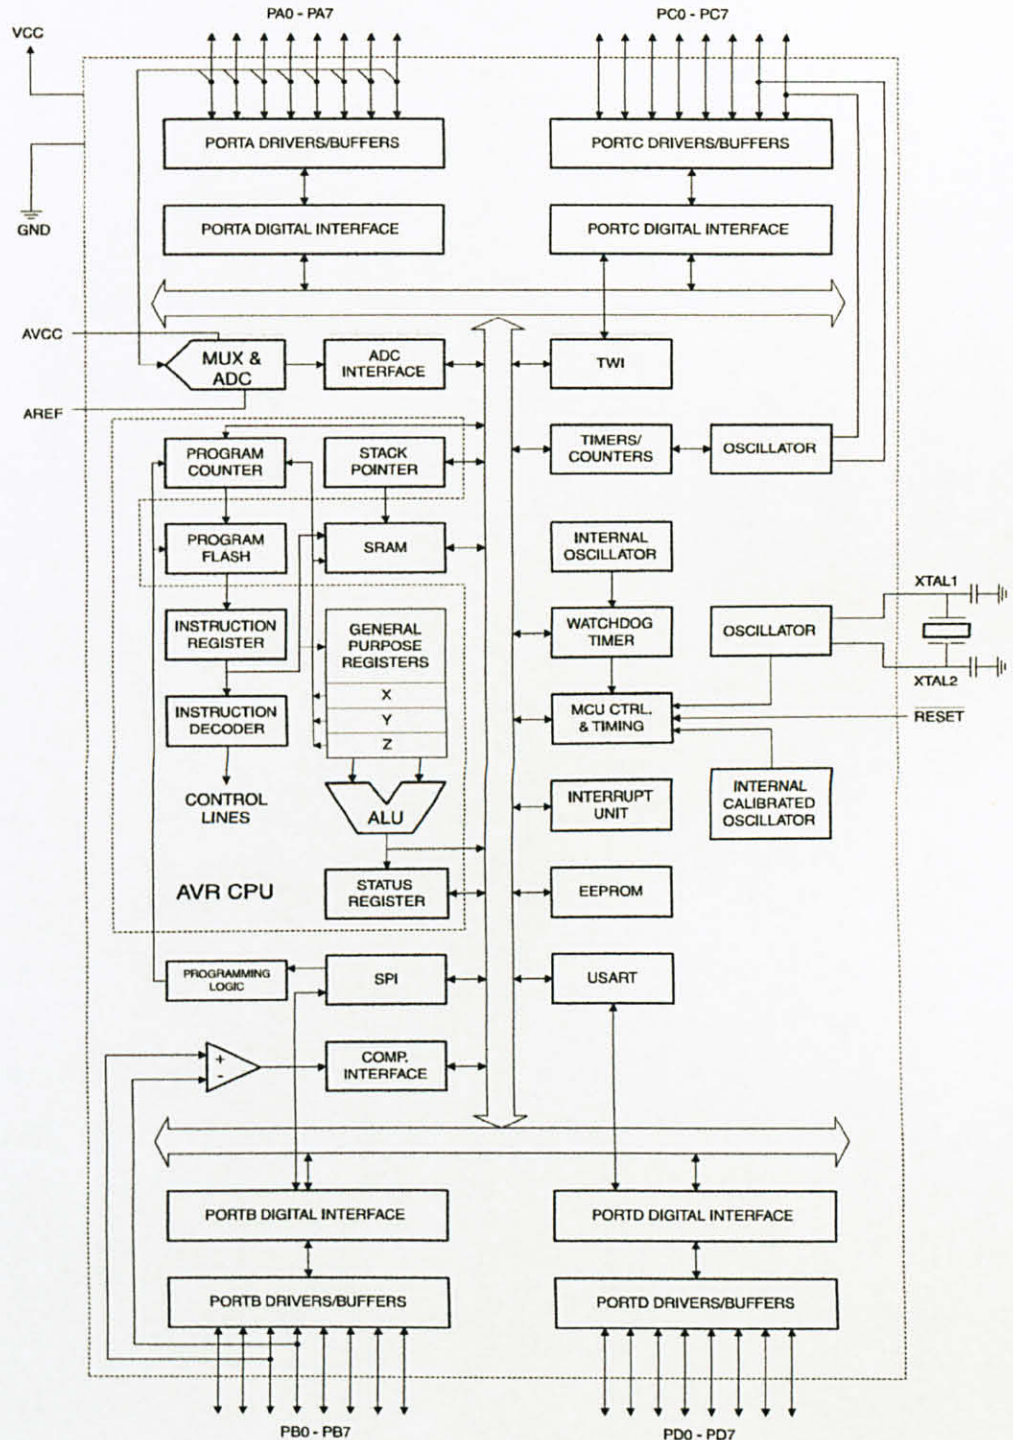 PA0 - PA7
PC0 - PC7
VCC
PORTA DRIVERS/BUFFERS
PORTC DRIVERS/BUFFERS
GND
PORTA DIGITAL INTERFACE
PORTC DIGITAL INTERFACE
AVCC
MUX &
ADC
ADC
INTERFACE
TWI
AREF
PROGRAM
COUNTER
STACK
POINTER
TIMERS/
COUNTERS
OSCILLATOR
PROGRAM
FLASH
SRAM
INTERNAL
OSCILLATOR
XTAL1
INSTRUCTION
REGISTER
GENERAL
PURPOSE
REGISTERS
WATCHDOG
TIMER
OSCILLATOR
XTAL2
X
Y
Z
INSTRUCTION
DECODER
MCU CTRL.
& TIMING
RESET
CONTROL
LINES
ALU
INTERRUPT
UNIT
INTERNAL
CALIBRATED
OSCILLATOR
AVR CPU
STATUS
REGISTER
EEPROM
PROGRAMMING
LOGIC
SPI
USART
+
-
COMP.
INTERFACE
PORTB DIGITAL INTERFACE
PORTD DIGITAL INTERFACE
PORTB DRIVERS/BUFFERS
PORTD DRIVERS/BUFFERS
PB0 - PB7
PD0 - PD7